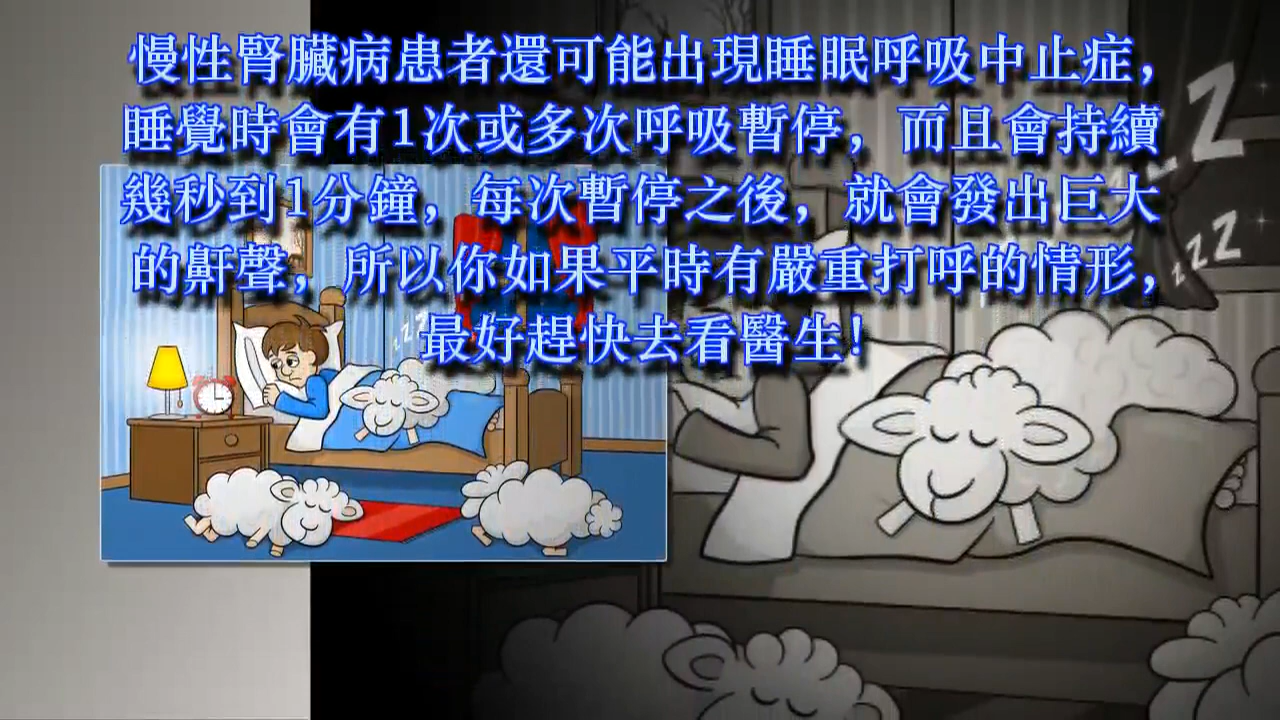 慢性腎臟病患者還可能出現睡眠呼吸中止症，
睡覺時會有1次或多次呼吸暫停，而且會持續
幾秒到1分鐘，每次暫停之後，就會發出巨大
的鼾聲，所以你如果平時有嚴重打呼的情形，
最好趕快去看醫生!
zZZ
zZZ
Z